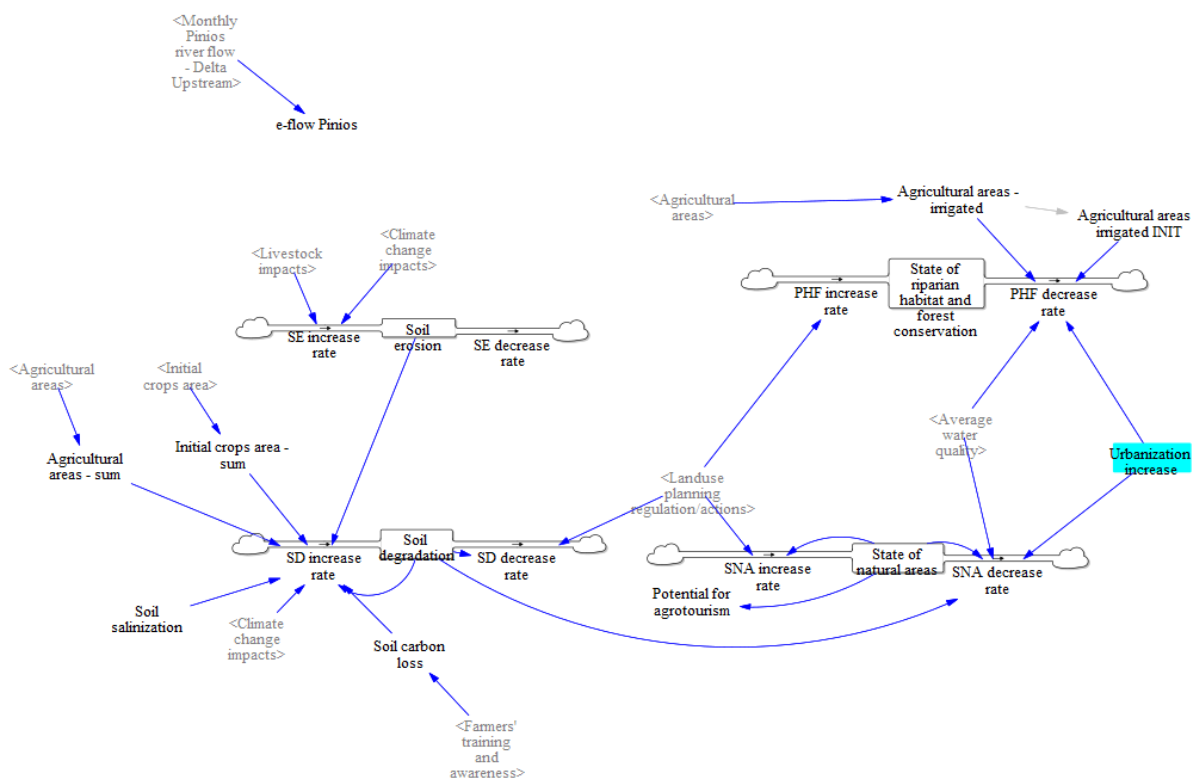 <Monthly
Pinios
river flow
- Delta
Upstream>
e-flow Pinios
<Agricultural
areas>
Agricultural areas -
irrigated
Agricultural areas
irrigated INIT
<Livestock
impacts>
<Climate
change
impacts>
PHF increase
rate
State of
riparian
habitat and
forest
conservation
PHF decrease
rate
SE increase
rate
Soil
erosion
SE decrease
rate
<Agricultural
areas>
<Initial
crops area>
Agricultural
areas - sum
Initial crops area -
sum
<Average
water
quality>
Urbanization
increase
<Landuse
planning
regulation/actions>
SD increase
rate
Soil
degradation
SD decrease
rate
SNA increase
rate
State of
natural areas
SNA decrease
rate
Potential for
agrotourism
Soil
salinization
<Climate
change
impacts>
Soil carbon
loss
<Farmers'
training
and
awareness>